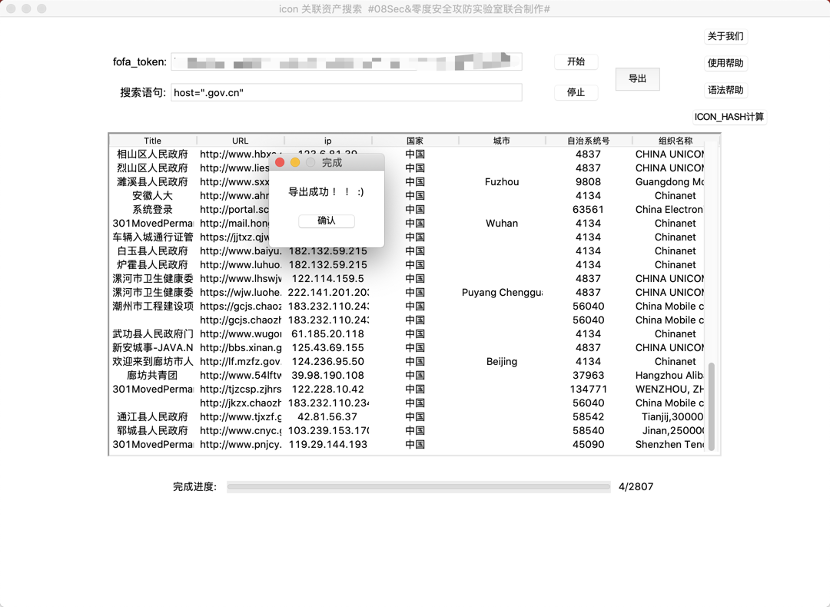 icon 关联资产搜索 #08Sec&零度安全攻防实验室联合制作#
关于我们
fofa_token:
开始
使用帮助
导出
搜索语句: host=".gov.cn"
停止
语法帮助
ICON_HASH计算
Title URL ip 国家 城市 自治系统号 组织名称
相山区人民政府 http://www.hbx 中国 4837 CHINA UNICOM
烈山区人民政府 http://www.lies 中国 4837 CHINA UNICOM
濉溪县人民政府 http://www.sxx 中国 Fuzhou 9808 Guangdong Mo
安徽人大 http://www.ahr 中国 4134 Chinanet
系统登录 http://portal.sc 中国 63561 China Electron
301MovedPerma http://mail.hon 中国 Wuhan 4134 Chinanet
车辆入城通行证管 https://jjtxz.qjw 中国 4134 Chinanet
白玉县人民政府 http://www.baiyu. 182.132.59.215 中国 4134 Chinanet
炉霍县人民政府 http://www.luhuo. 182.132.59.215 中国 4134 Chinanet
漯河市卫生健康委 http://www.lhswjw 122.114.159.5 中国 4837 CHINA UNICOM
漯河市卫生健康委 https://wjw.luohe. 222.141.201.203 中国 Puyang Chenggua 4837 CHINA UNICOM
潮州市工程建设项 https://gcjs.chaoz 183.232.110.243 中国 56040 China Mobile c
http://gcjs.chaozh 183.232.110.243 中国 56040 China Mobile c
武功县人民政府门 http://www.wugon 61.185.20.118 中国 4134 Chinanet
新安城事-JAVA.N http://bbs.xinan.g 125.43.69.155 中国 4837 CHINA UNICOM
欢迎来到廊坊市人 http://lf.mzfz.gov. 124.236.95.50 中国 Beijing 4134 Chinanet
廊坊共青团 http://www.54lftw 39.98.190.108 中国 37963 Hangzhou Alib
301MovedPerma http://tjzcsp.zjhrs 122.228.10.42 中国 134771 WENZHOU, ZH
http://jkzx.chaozh 183.232.110.234 中国 56040 China Mobile c
通江县人民政府 http://www.tjxzf.g 42.81.56.37 中国 58542 Tianjij,30000
郓城县人民政府 http://www.cnyc.g 103.239.153.170 中国 58540 Jinan,250000
301MovedPerma http://www.pnjcy. 119.29.144.193 中国 45090 Shenzhen Tenc
完成
导出成功！！ :)
确认
完成进度: 4/2807